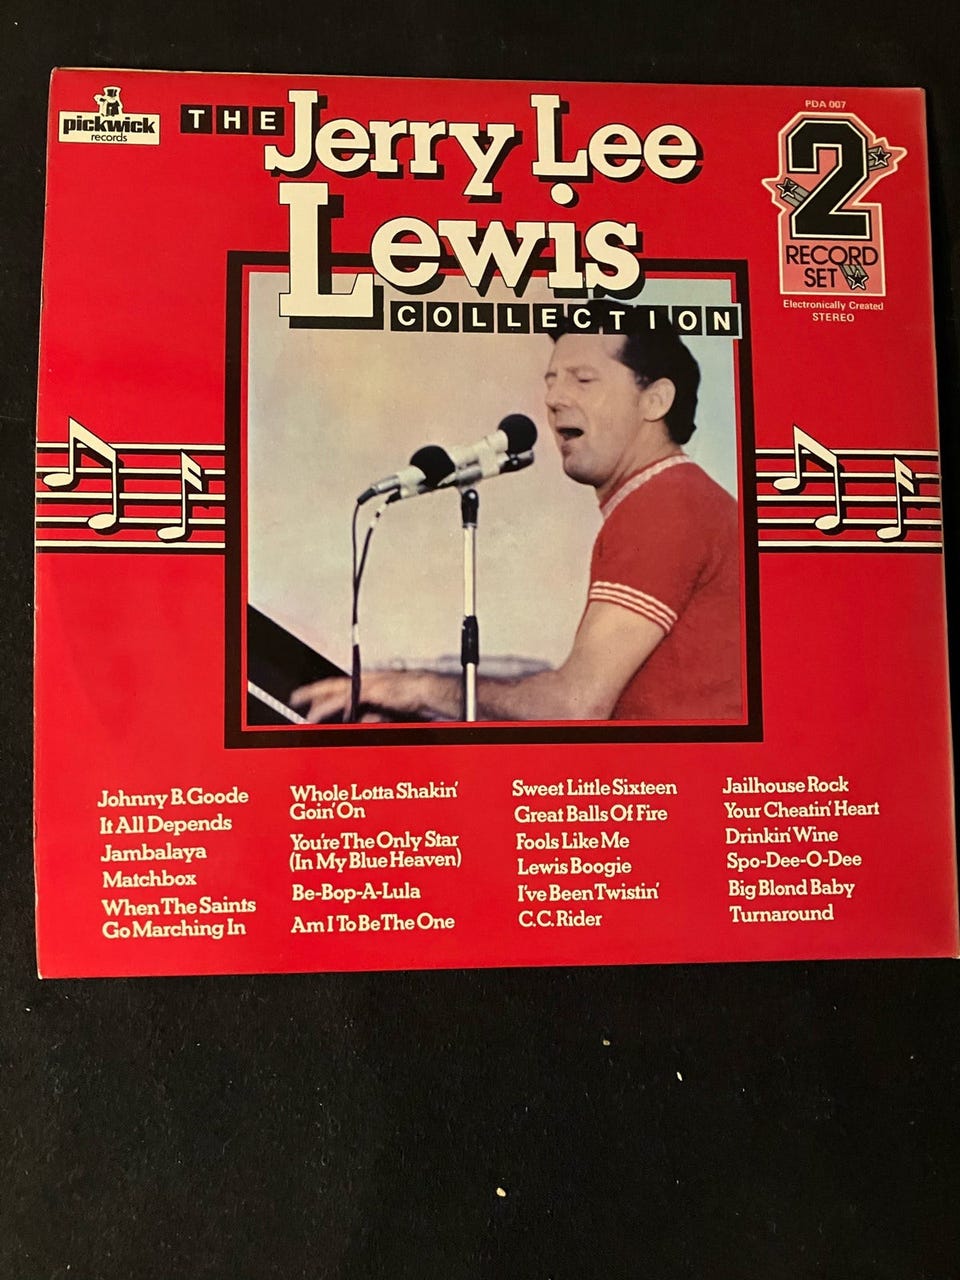 pickwick
records
THE Jerry Lee
Lewis
COLLECTION
PDA 007
2
RECORD
SET
Electronically Created
STEREO
Johnny B.Goode
It All Depends
Jambalaya
Matchbox
When The Saints
Go Marching In
Whole Lotta Shakin'
Goin' On
You're The Only Star
(In My Blue Heaven)
Be-Bop-A-Lula
Am I To Be The One
Sweet Little Sixteen
Great Balls Of Fire
Fools Like Me
Lewis Boogie
I've Been Twistin'
C.C. Rider
Jailhouse Rock
Your Cheatin' Heart
Drinkin' Wine
Spo-Dee-O-Dee
Big Blond Baby
Turnaround